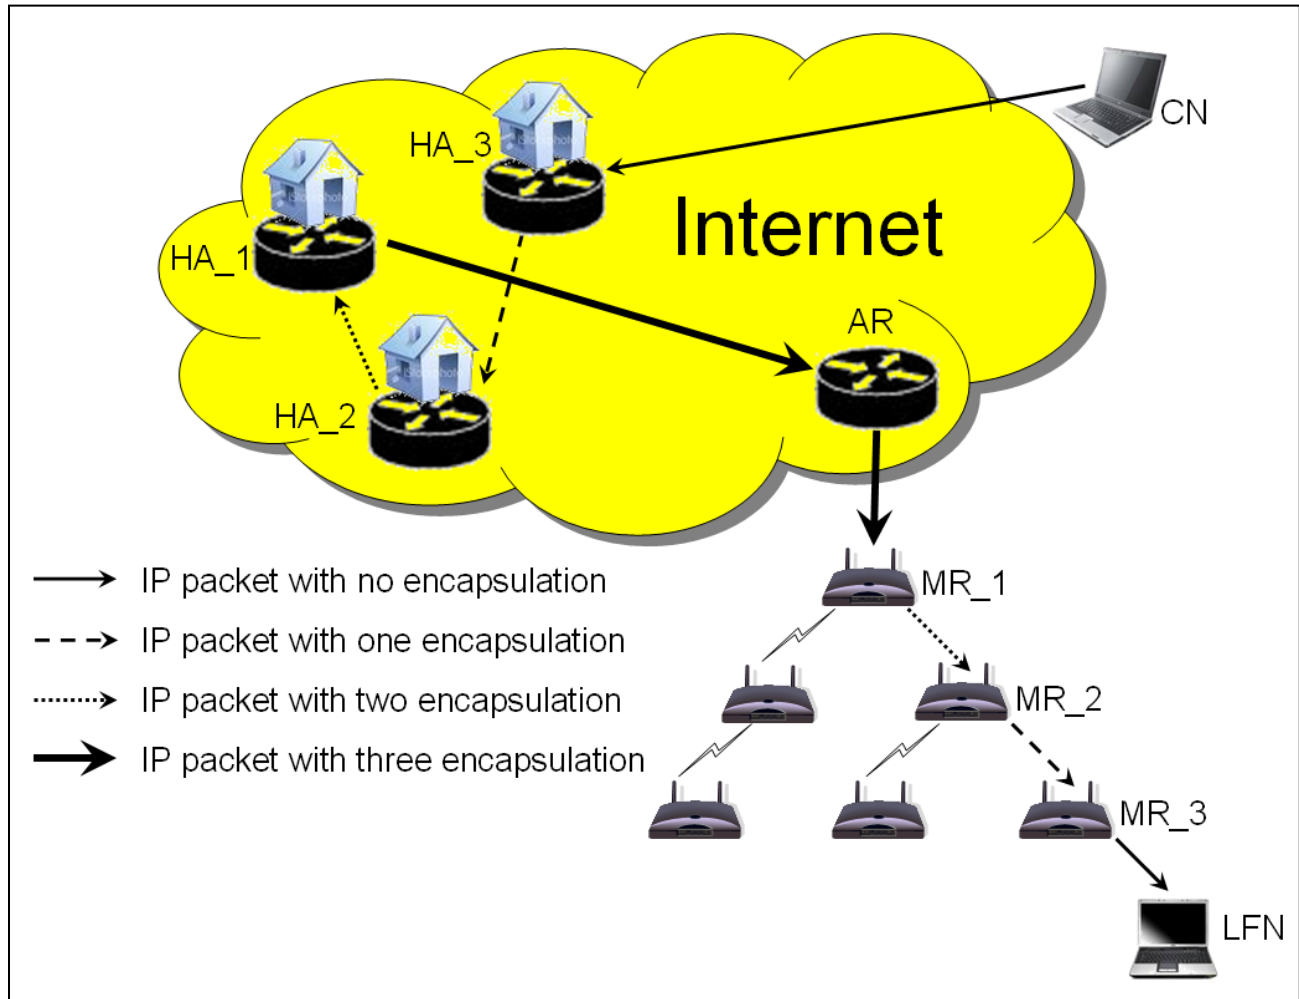 CN
HA_3
Internet
HA_1
AR
HA_2
IP packet with no encapsulation
MR_1
IP packet with one encapsulation
IP packet with two encapsulation
MR_2
IP packet with three encapsulation
MR_3
LFN